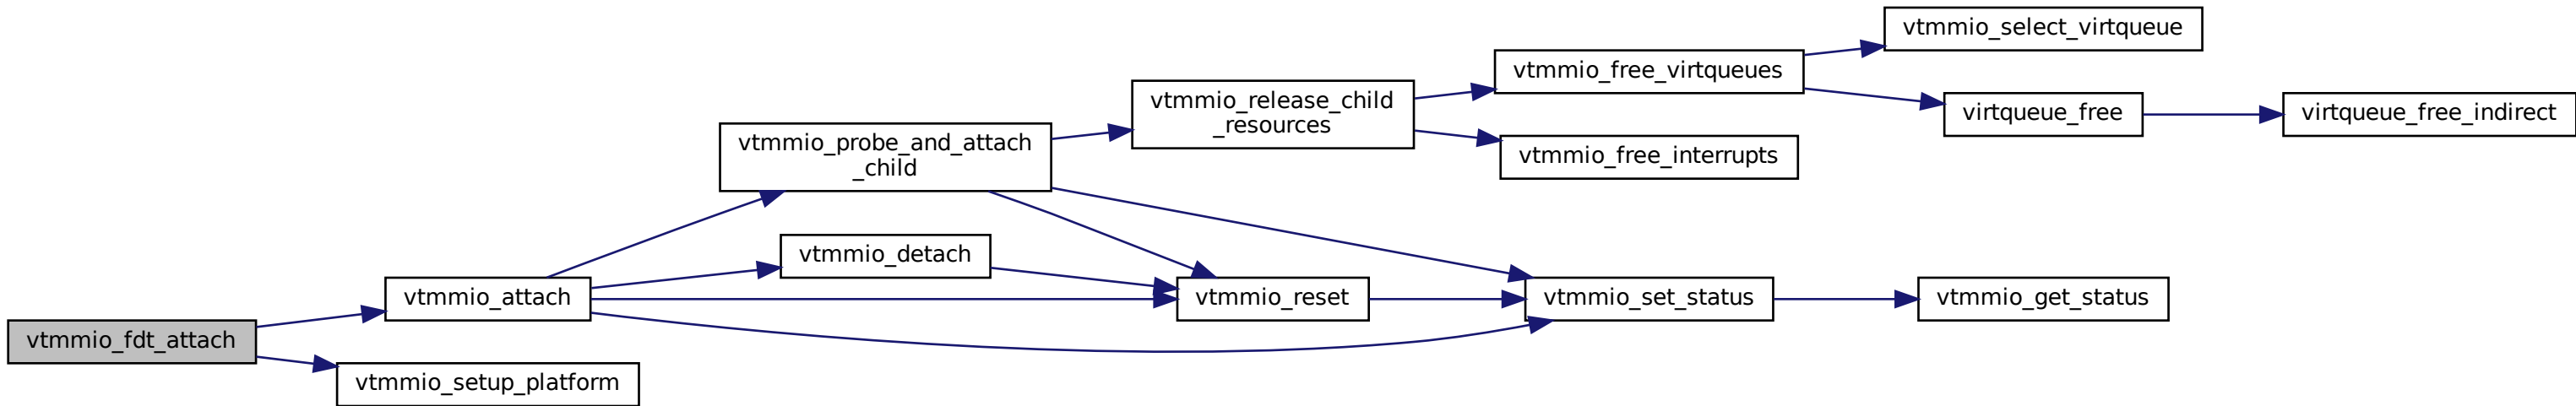 vtmmio_fdt_attach
vtmmio_attach
vtmmio_setup_platform
vtmmio_probe_and_attach
_child
vtmmio_detach
vtmmio_release_child
_resources
vtmmio_reset
vtmmio_free_virtqueues
vtmmio_free_interrupts
vtmmio_set_status
vtmmio_select_virtqueue
virtqueue_free
vtmmio_get_status
virtqueue_free_indirect